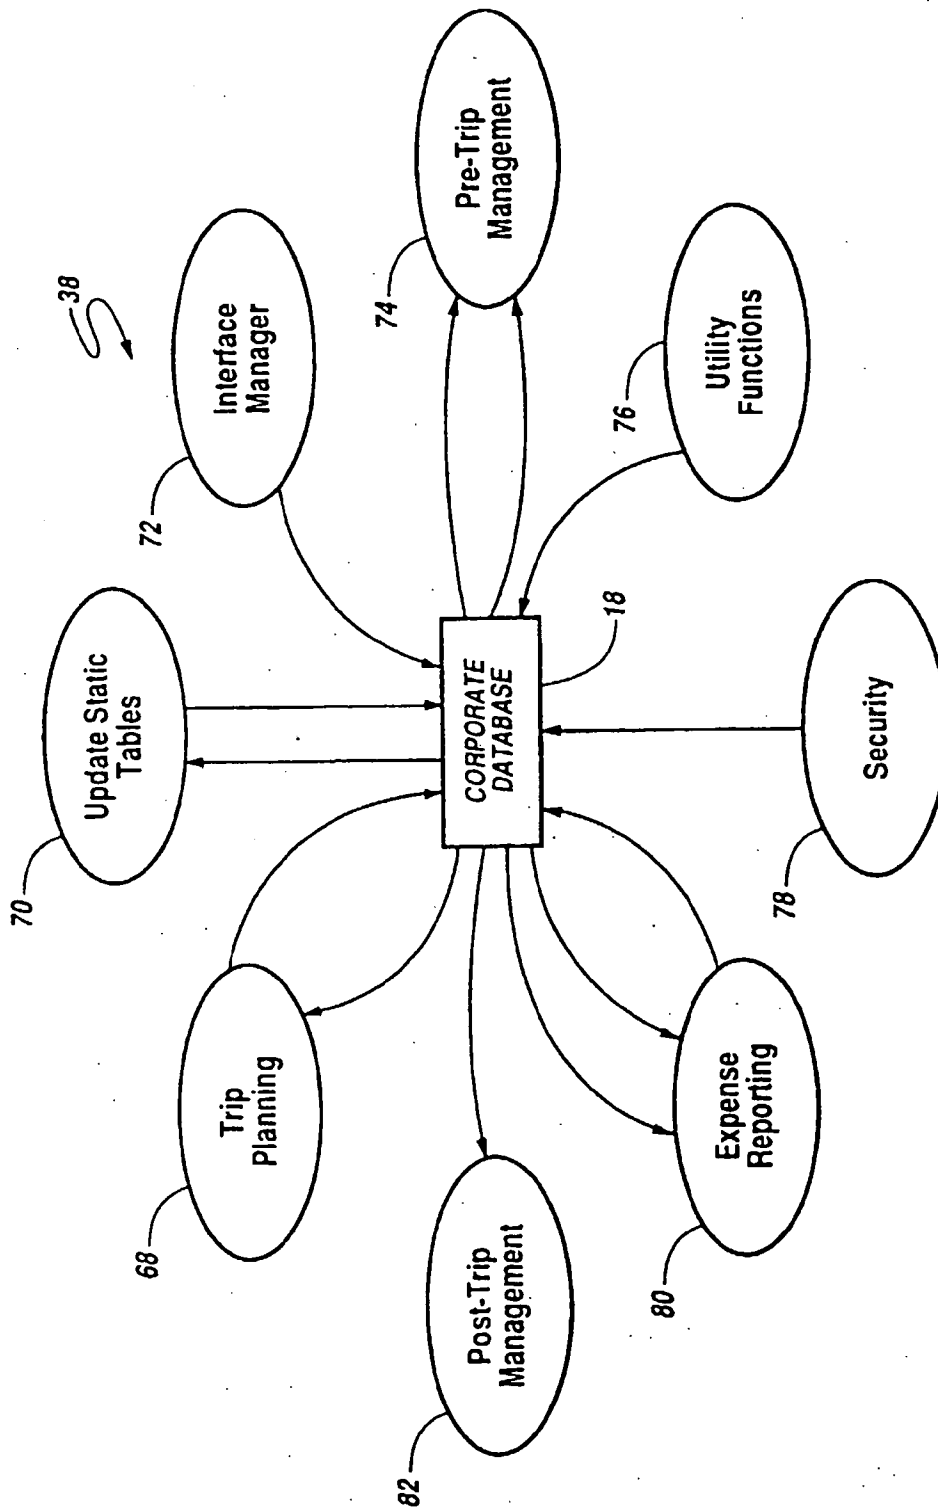 38
70
Update Static
Tables
72
Interface
Manager
68
Trip
Planning
74
Pre-Trip
Management
82
Post-Trip
Management
CORPORATE
DATABASE
18
76
Utility
Functions
80
Expense
Reporting
78
Security